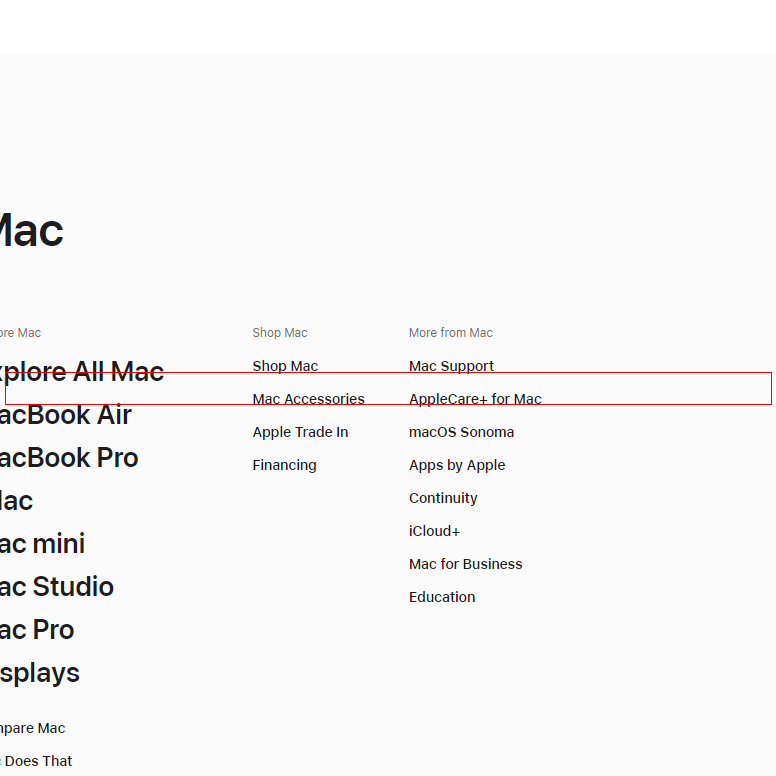 Mac
ore Mac
xplore All Mac
acBook Air
acBook Pro
Mac
ac mini
ac Studio
ac Pro
splays
mpare Mac
Does That
Shop Mac
Shop Mac
Mac Accessories
Apple Trade In
Financing
More from Mac
Mac Support
AppleCare+ for Mac
macOS Sonoma
Apps by Apple
Continuity
iCloud+
Mac for Business
Education